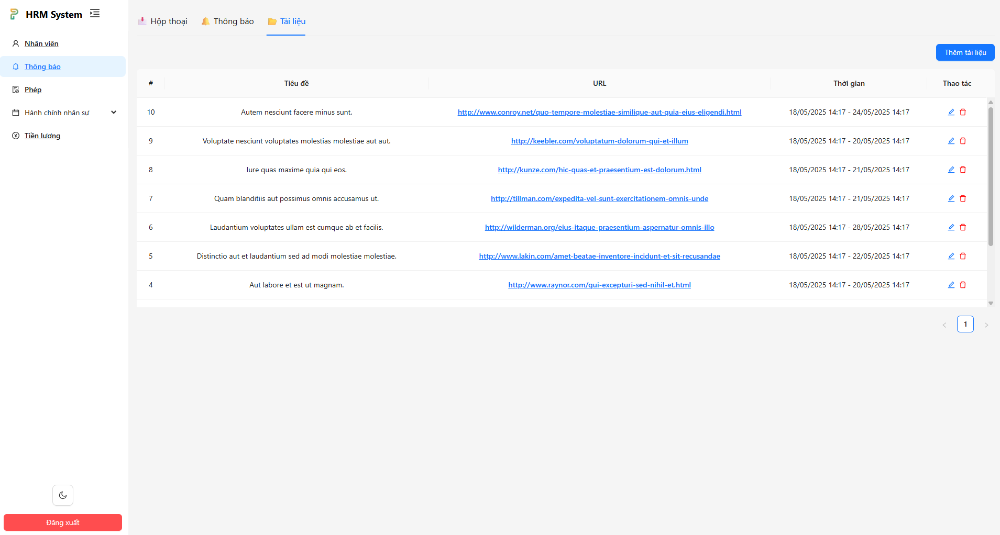 HRM System
Nhân viên
Thông báo
Phép
Hành chính nhân sự
Tiền lương
Đăng xuất
Hộp thoại Thông báo Tài liệu
Thêm tài liệu
# Tiêu đề URL Thời gian Thao tác
10 Autem nesciunt facere minus sunt. http://www.conroy.net/quo-tempore-molestiae-similique-aut-quia-eius-eligendi.html 18/05/2025 14:17 - 24/05/2025 14:17
9 Voluptate nesciunt voluptates molestias molestiae aut aut. http://keebler.com/voluptatum-dolorum-qui-et-illum 18/05/2025 14:17 - 20/05/2025 14:17
8 Iure quas maxime quia qui eos. http://kunze.com/hic-quas-et-praesentium-est-dolorum.html 18/05/2025 14:17 - 21/05/2025 14:17
7 Quam blanditiis aut possimus omnis accusamus ut. http://tillman.com/expedita-vel-sunt-exercitationem-omnis-unde 18/05/2025 14:17 - 21/05/2025 14:17
6 Laudantium voluptates ullam est cumque ab et facilis. http://wilderman.org/eius-itaque-praesentium-aspernatur-omnis-illo 18/05/2025 14:17 - 28/05/2025 14:17
5 Distinctio aut et laudantium sed ad modi molestiae molestiae. http://www.lakin.com/amet-beatae-inventore-incidunt-et-sit-recusandae 18/05/2025 14:17 - 22/05/2025 14:17
4 Aut labore et est ut magnam. http://www.raynor.com/qui-excepturi-sed-nihil-et.html 18/05/2025 14:17 - 20/05/2025 14:17
1